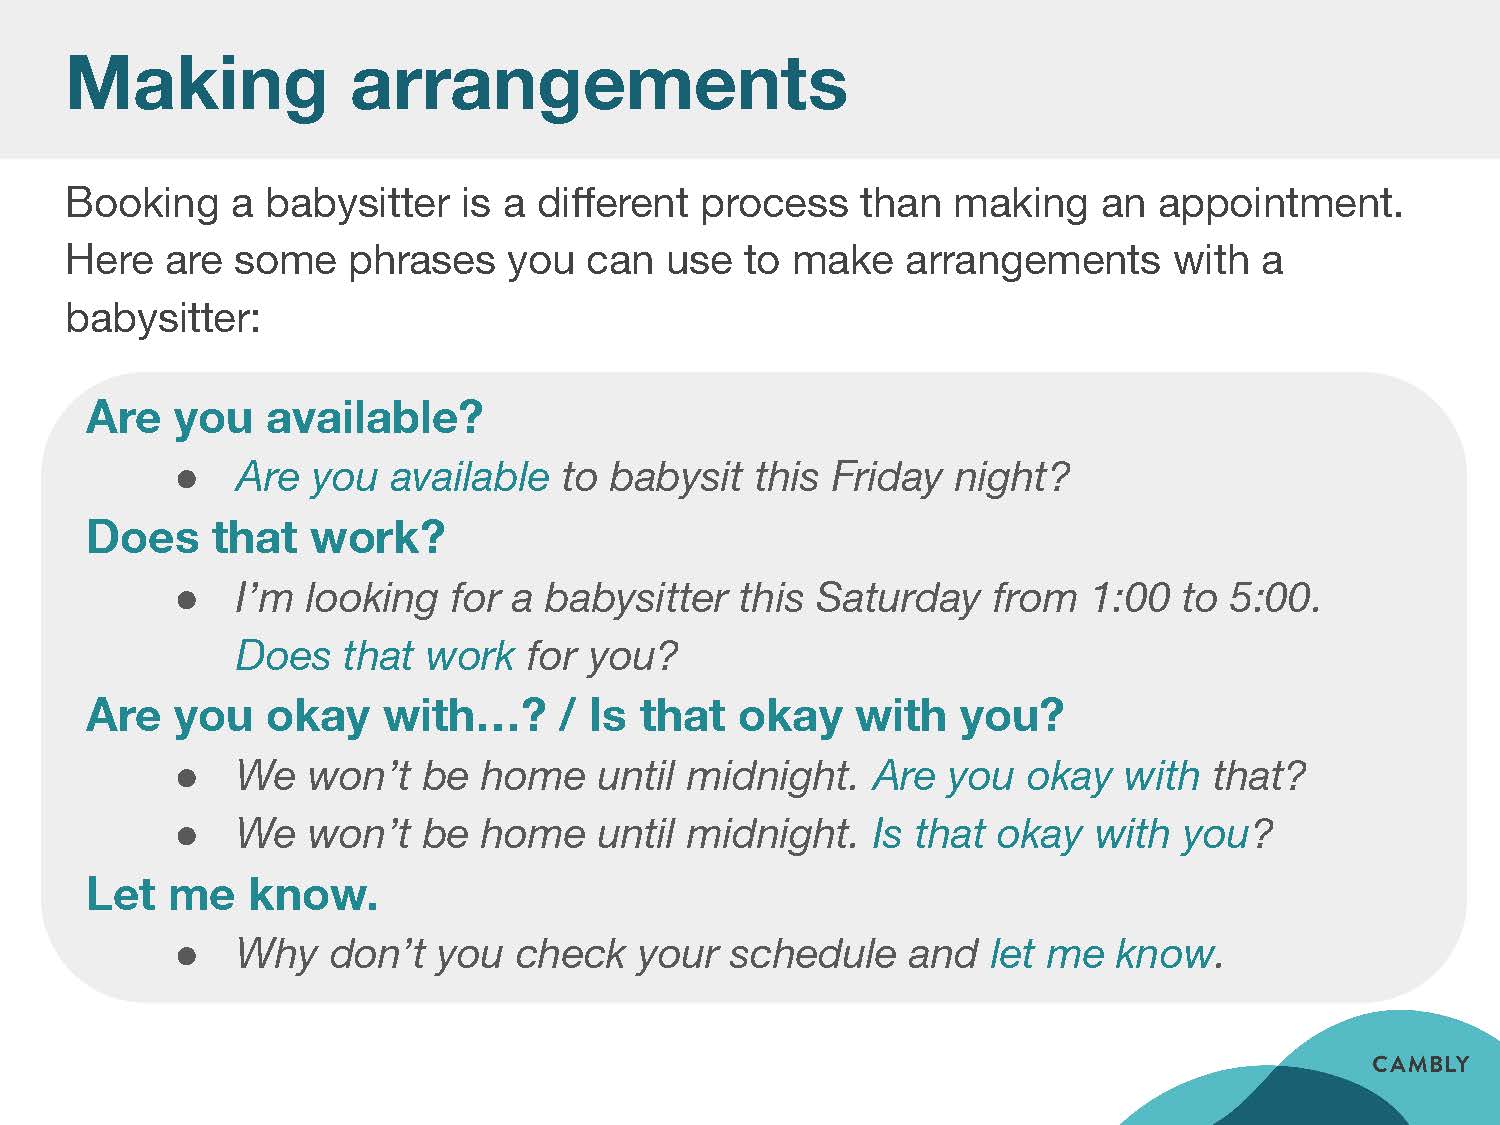 Making arrangements
Booking a babysitter is a different process than making an appointment.
Here are some phrases you can use to make arrangements with a
babysitter:
Are you available?
● Are you available to babysit this Friday night?
Does that work?
● I’m looking for a babysitter this Saturday from 1:00 to 5:00.
Does that work for you?
Are you okay with…? / Is that okay with you?
● We won’t be home until midnight. Are you okay with that?
● We won’t be home until midnight. Is that okay with you?
Let me know.
● Why don’t you check your schedule and let me know.
CAMBLY